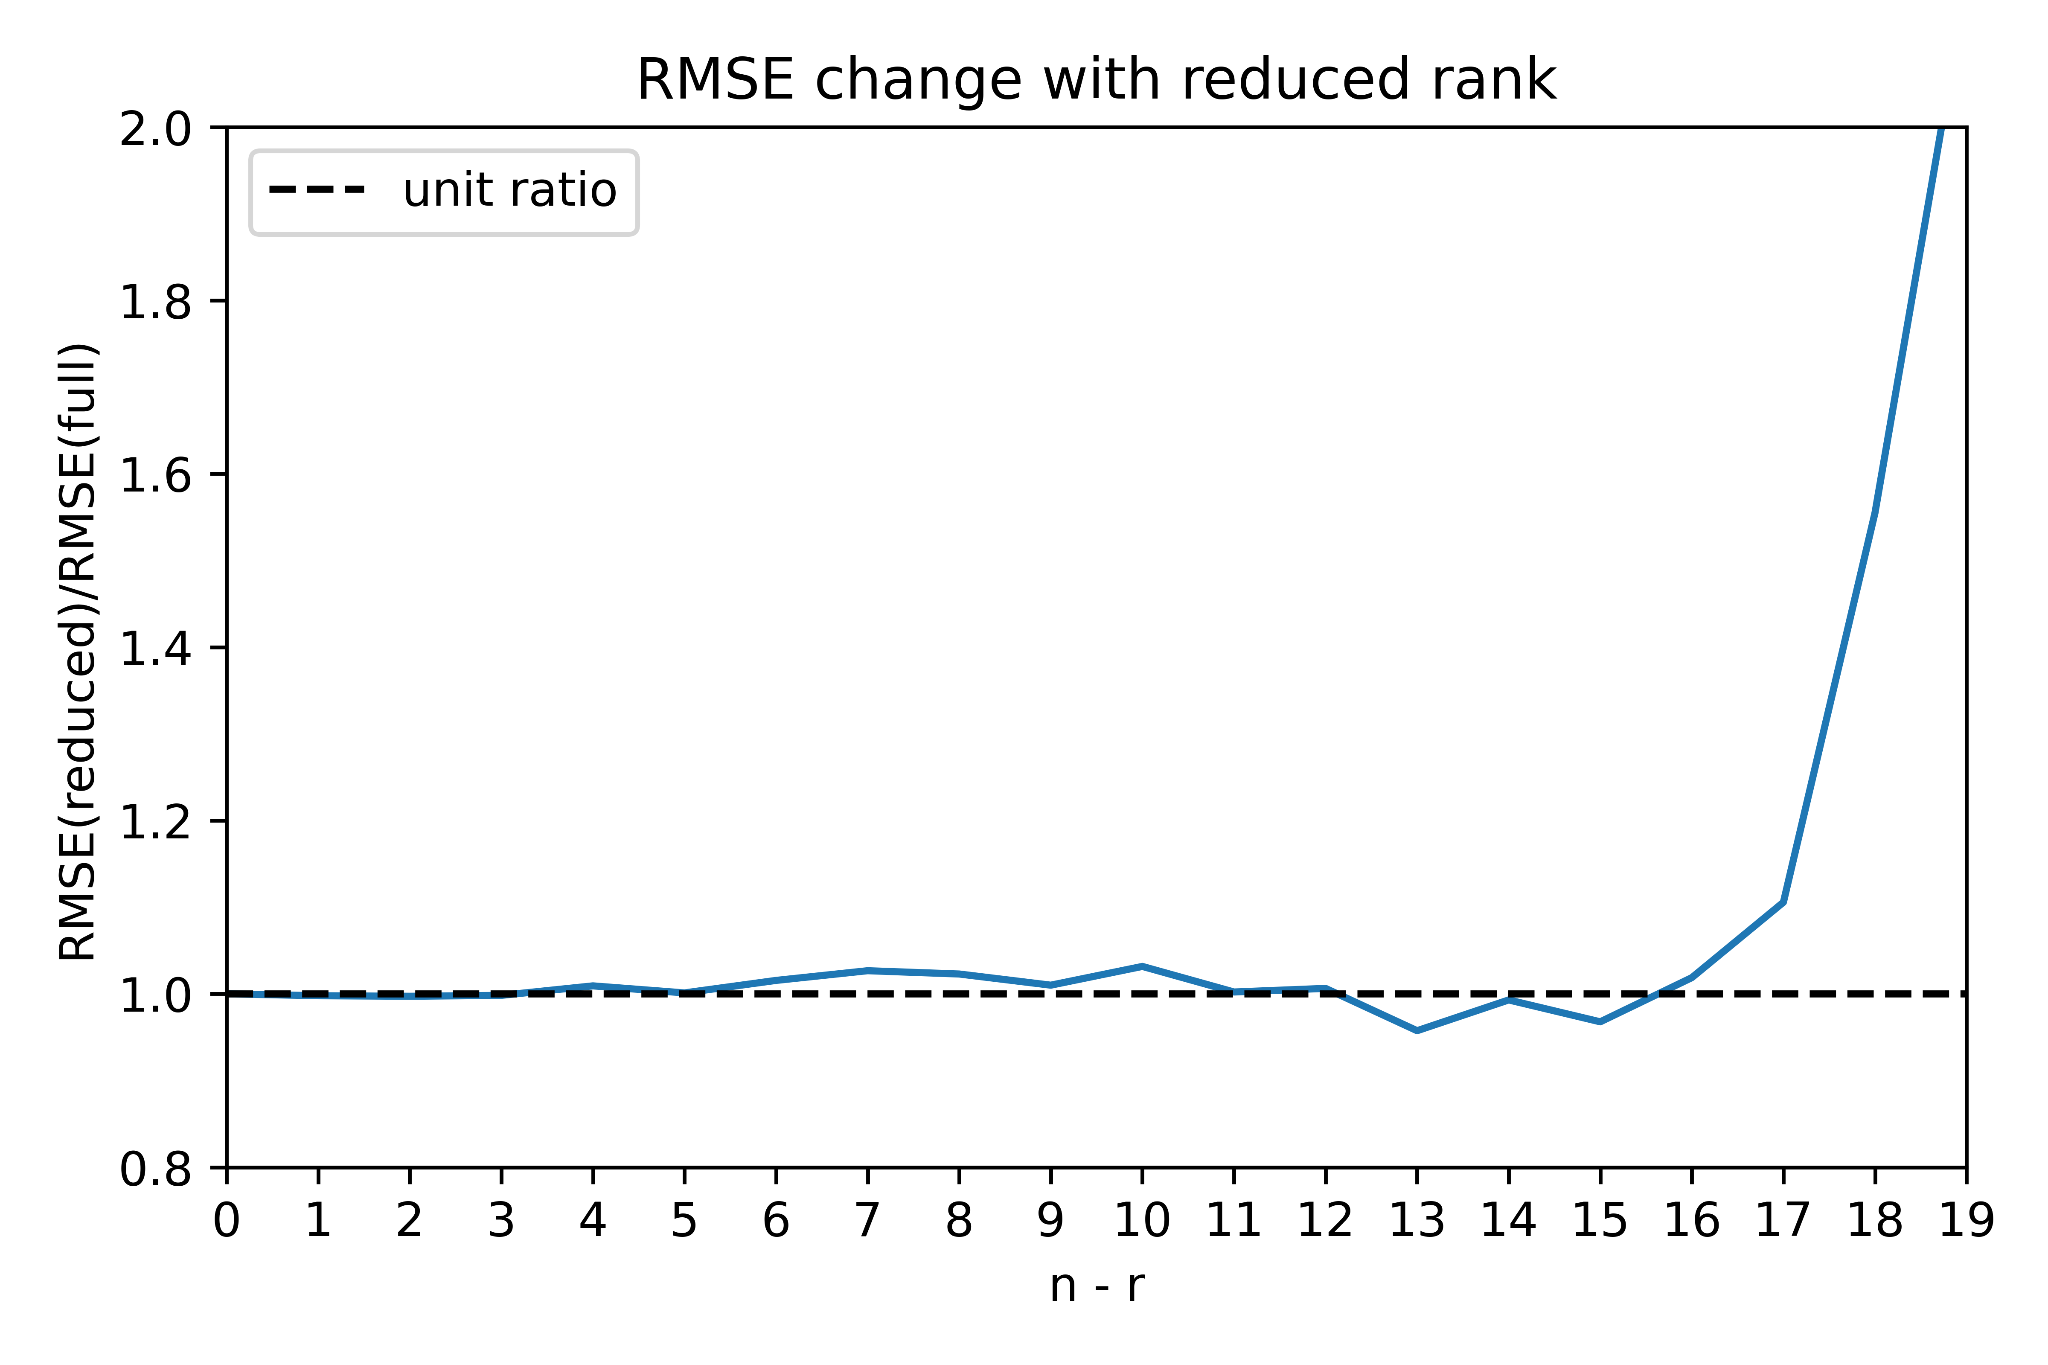 RMSE change with reduced rank
unit ratio
RMSE(reduced)/RMSE(full)
2.0
1.8
1.6
1.4
1.2
1.0
0.8
0 1 2 3 4 5 6 7 8 9 10 11 12 13 14 15 16 17 18 19
n - r